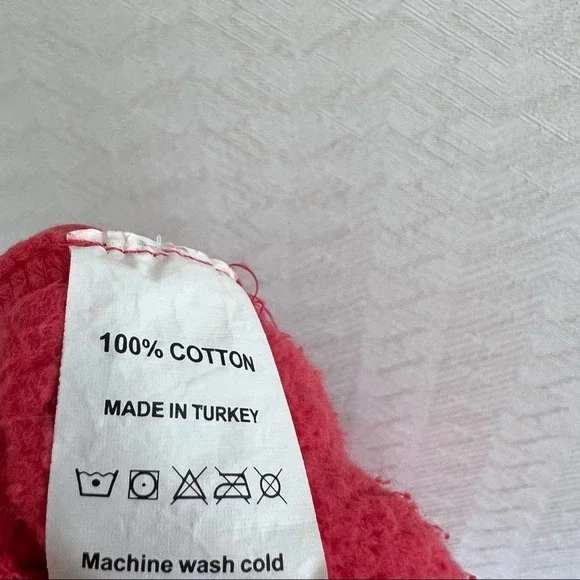 100% COTTON
MADE IN TURKEY
Machine wash cold